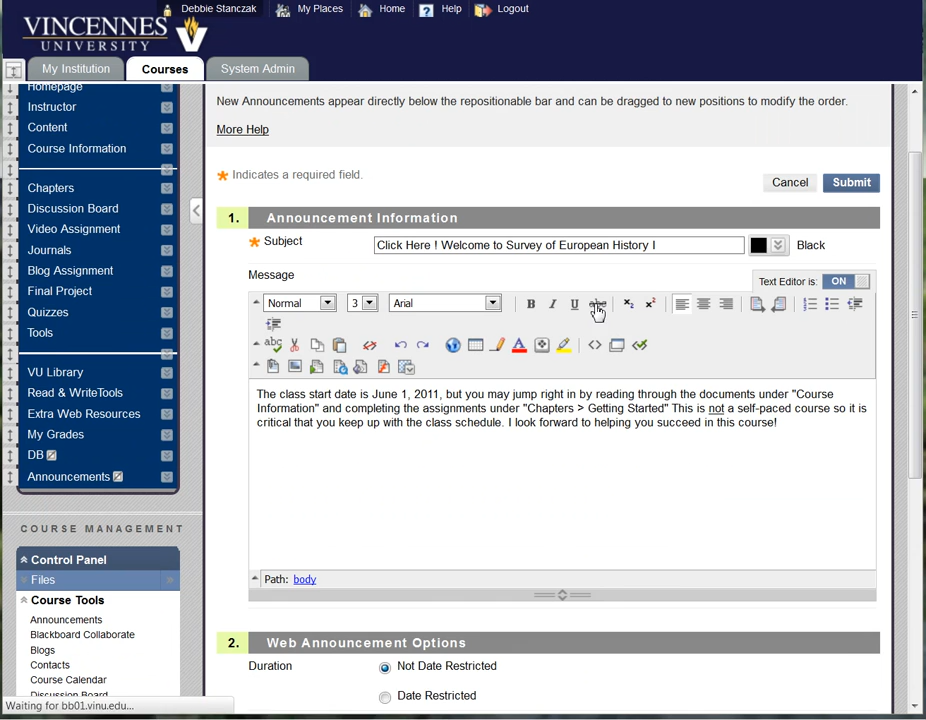 Debbie Stanczak
My Places
Home
Help
Logout
VINCENNES
UNIVERSITY
My Institution
Courses
System Admin
Homepage
Instructor
Content
Course Information
Chapters
Discussion Board
Video Assignment
Journals
Blog Assignment
Final Project
Quizzes
Tools
VU Library
Read & WriteTools
Extra Web Resources
My Grades
DB
Announcements
COURSE MANAGEMENT
Control Panel
Files
Course Tools
Announcements
Blackboard Collaborate
Blogs
Contacts
Course Calendar
Discussion Board
Waiting for bb01.vinu.edu...
New Announcements appear directly below the repositionable bar and can be dragged to new positions to modify the order.
More Help
Indicates a required field.
Cancel
Submit
1. Announcement Information
Subject
Click Here ! Welcome to Survey of European History I
Black
Message
Text Editor is: ON
Normal
3
Arial
B
I
U
abc
x₂
x²
abc
A
The class start date is June 1, 2011, but you may jump right in by reading through the documents under "Course
Information" and completing the assignments under "Chapters > Getting Started" This is not a self-paced course so it is
critical that you keep up with the class schedule. I look forward to helping you succeed in this course!
Path: body
2. Web Announcement Options
Duration
Not Date Restricted
Date Restricted